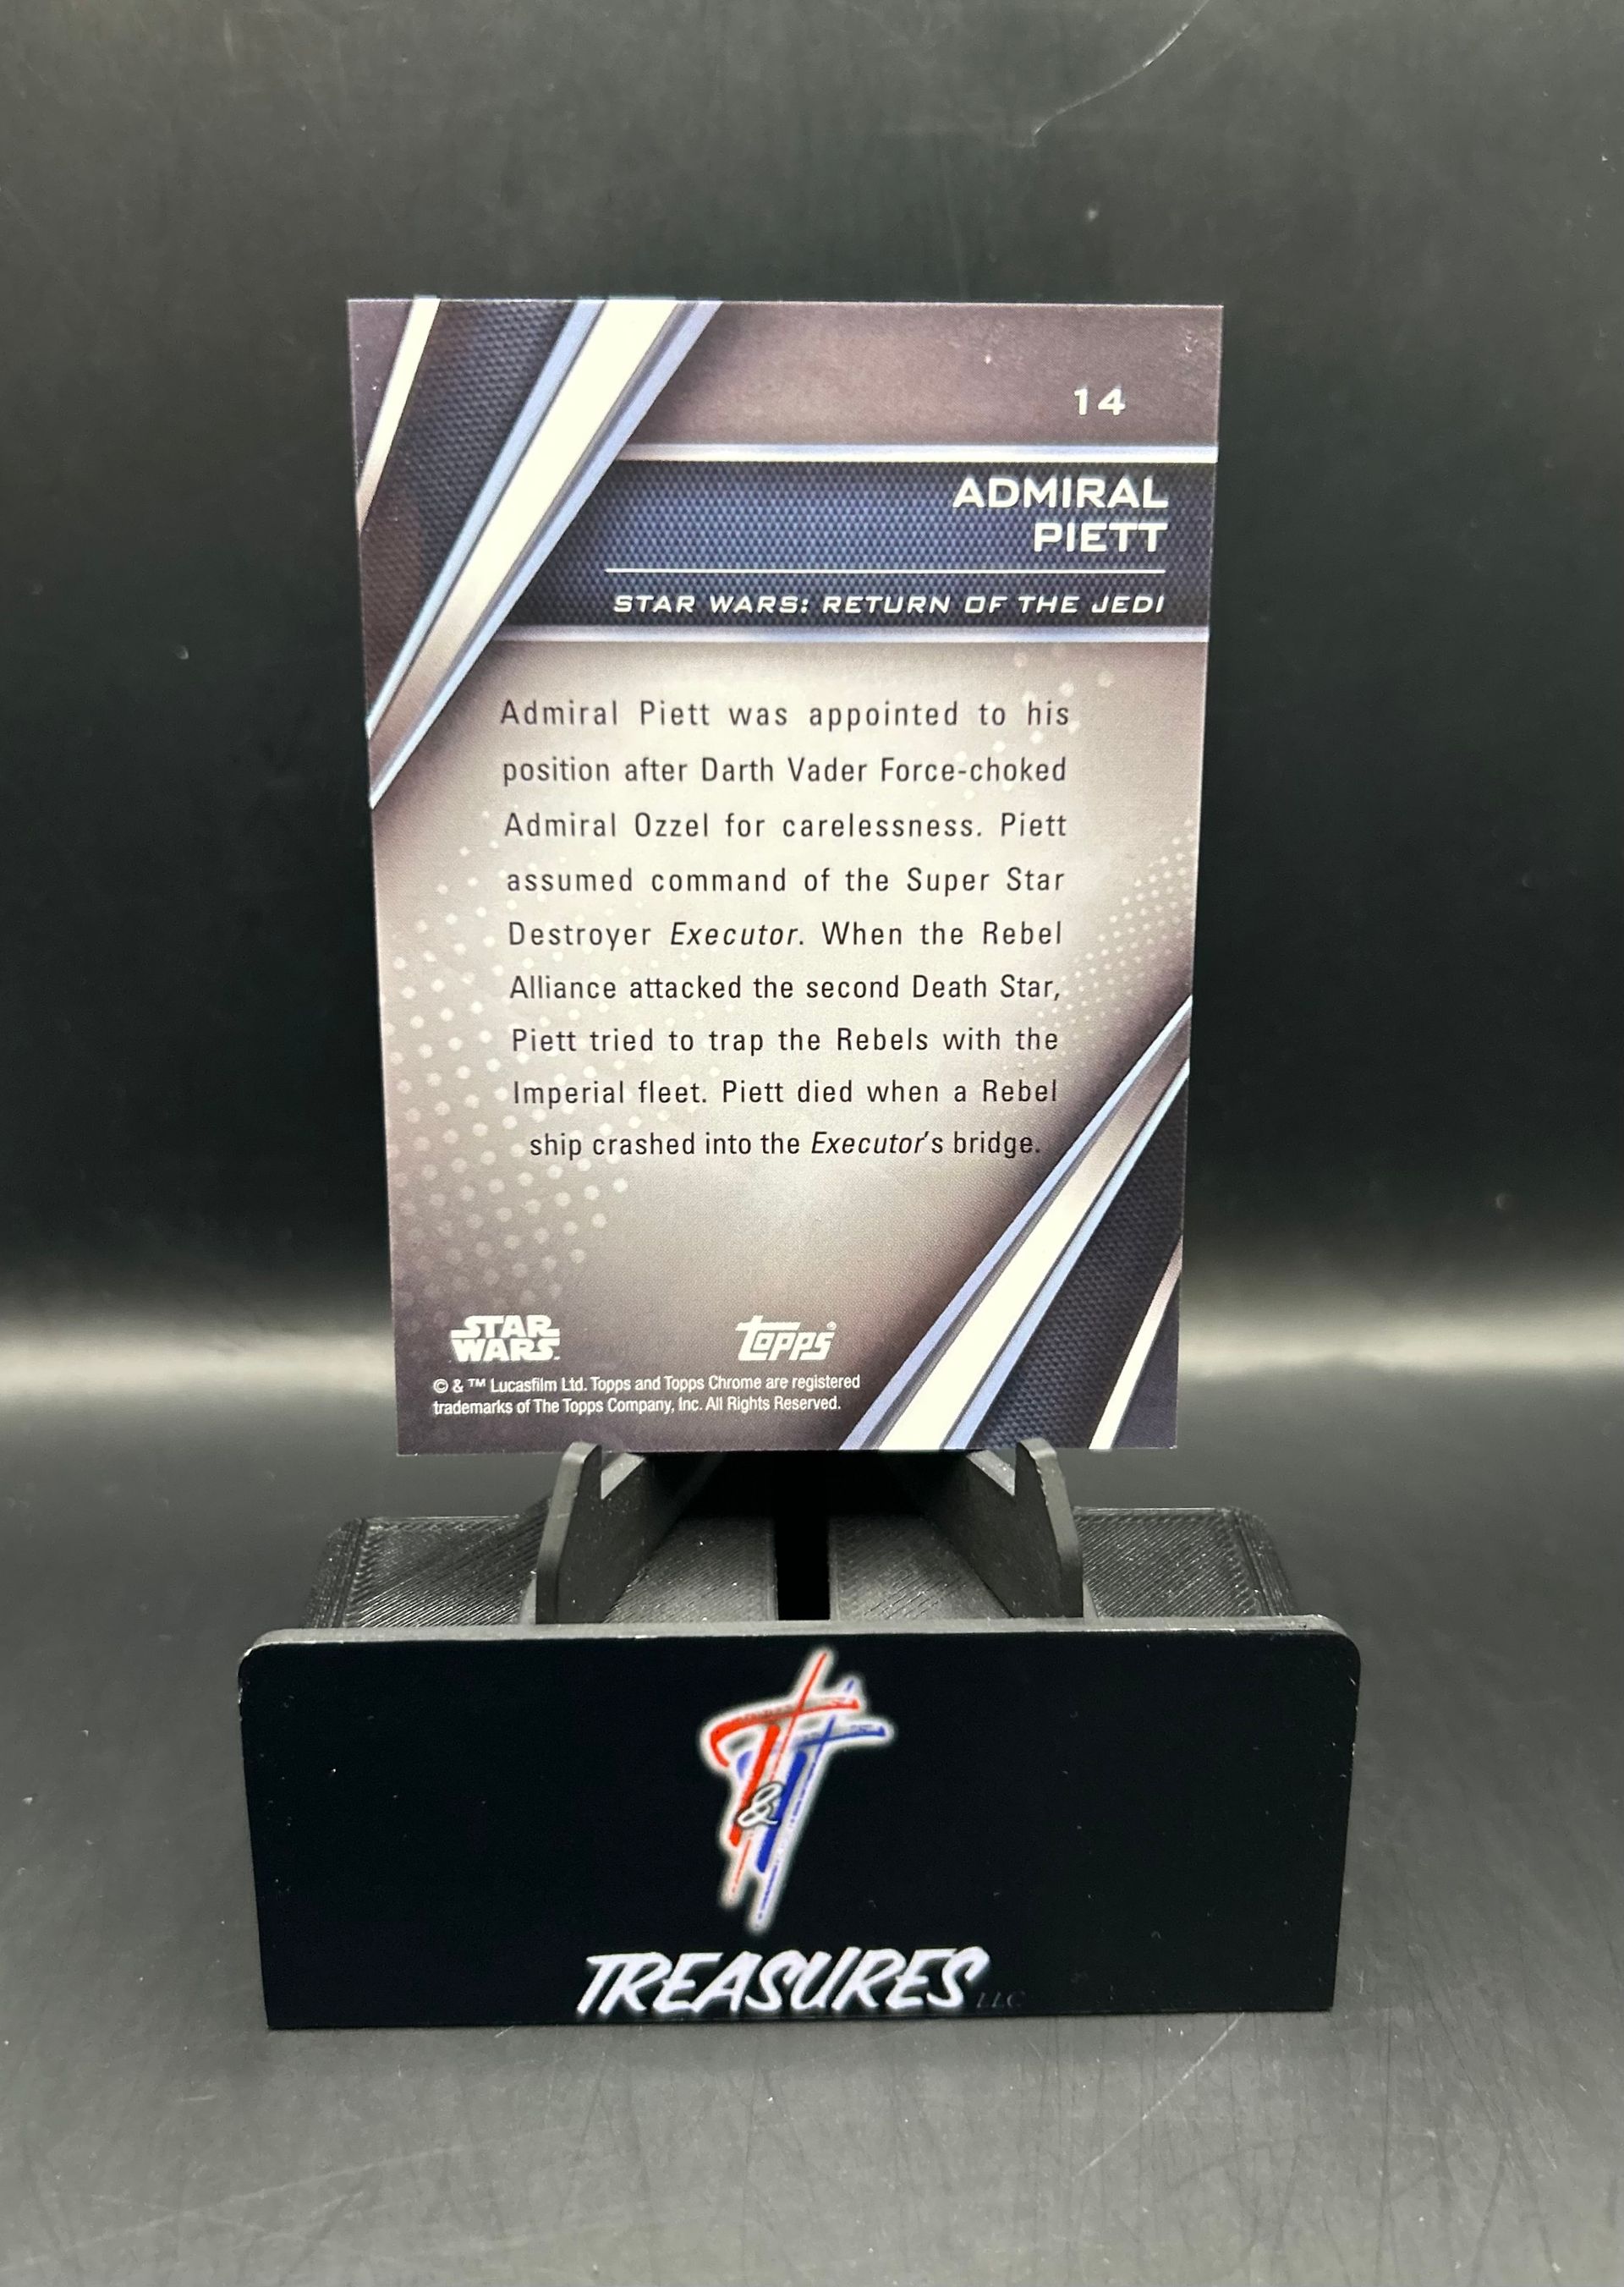 14
ADMIRAL
PIETT
STAR WARS: RETURN OF THE JEDI
Admiral Piett was appointed to his
position after Darth Vader Force-choked
Admiral Ozzel for carelessness. Piett
assumed command of the Super Star
Destroyer Executor. When the Rebel
Alliance attacked the second Death Star,
Piett tried to trap the Rebels with the
Imperial fleet. Piett died when a Rebel
ship crashed into the Executor's bridge.
STAR
WARS
Topps®
© & ™ Lucasfilm Ltd. Topps and Topps Chrome are registered
trademarks of The Topps Company, Inc. All Rights Reserved.
T&T
TREASURES LLC